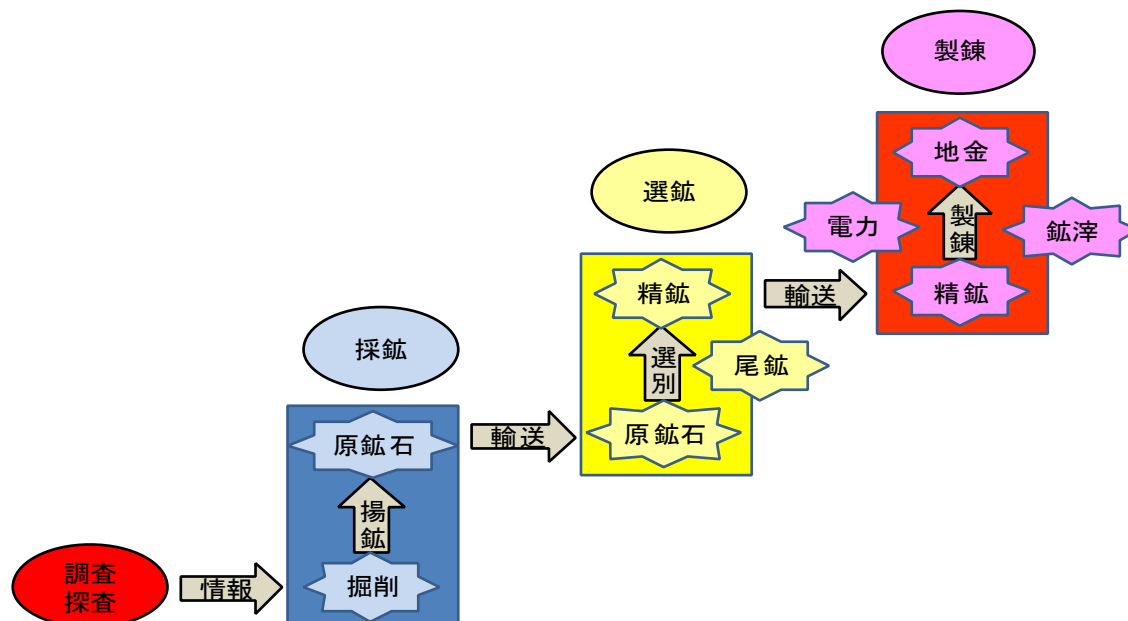 調査
探査
情報
採鉱
原鉱石
揚
鉱
掘削
輸送
選鉱
精鉱
選
別
尾鉱
原鉱石
輸送
製錬
地金
電力
製
錬
鉱滓
精鉱